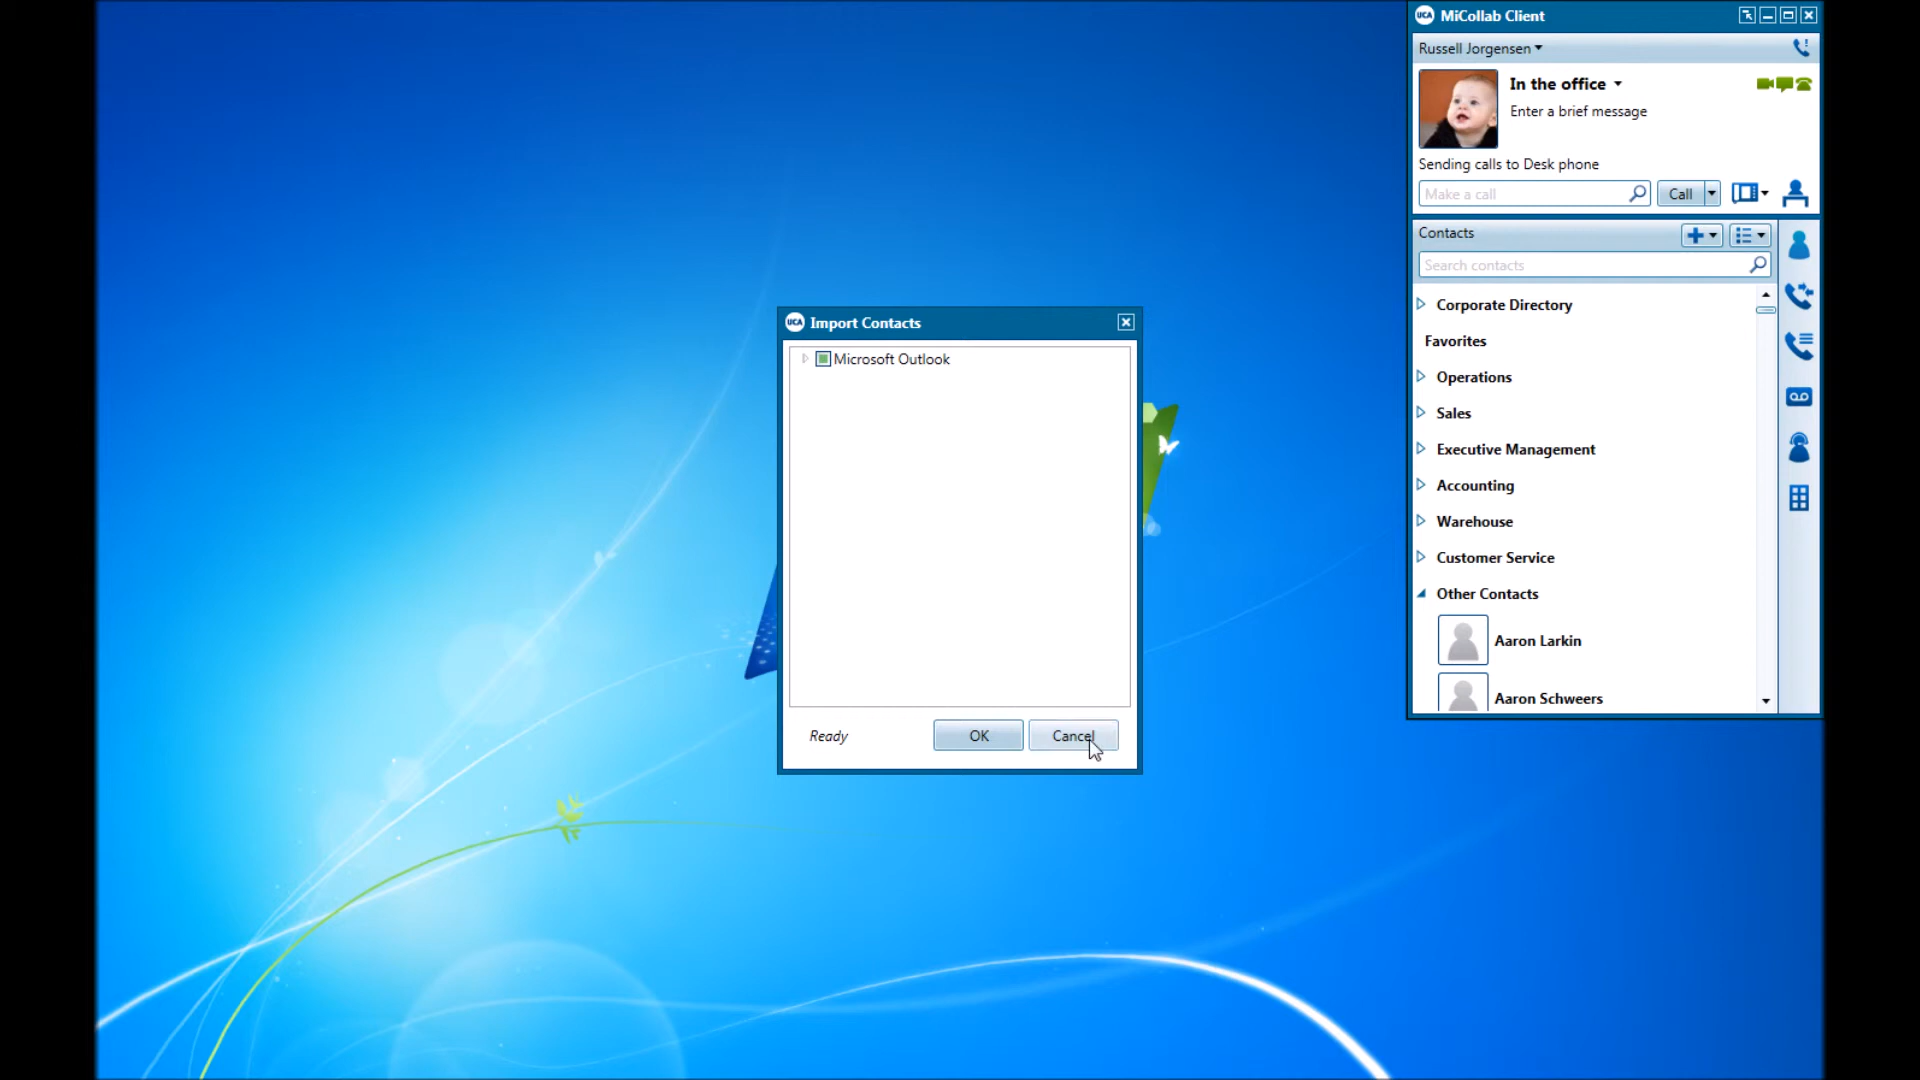 UCA MiCollab Client
Russell Jorgensen
In the office
Enter a brief message
Sending calls to Desk phone
Make a call
Call
Contacts
Search contacts
Corporate Directory
Favorites
Operations
Sales
Executive Management
Accounting
Warehouse
Customer Service
Other Contacts
Aaron Larkin
Aaron Schweers
UCA Import Contacts
Microsoft Outlook
Ready
OK
Cancel